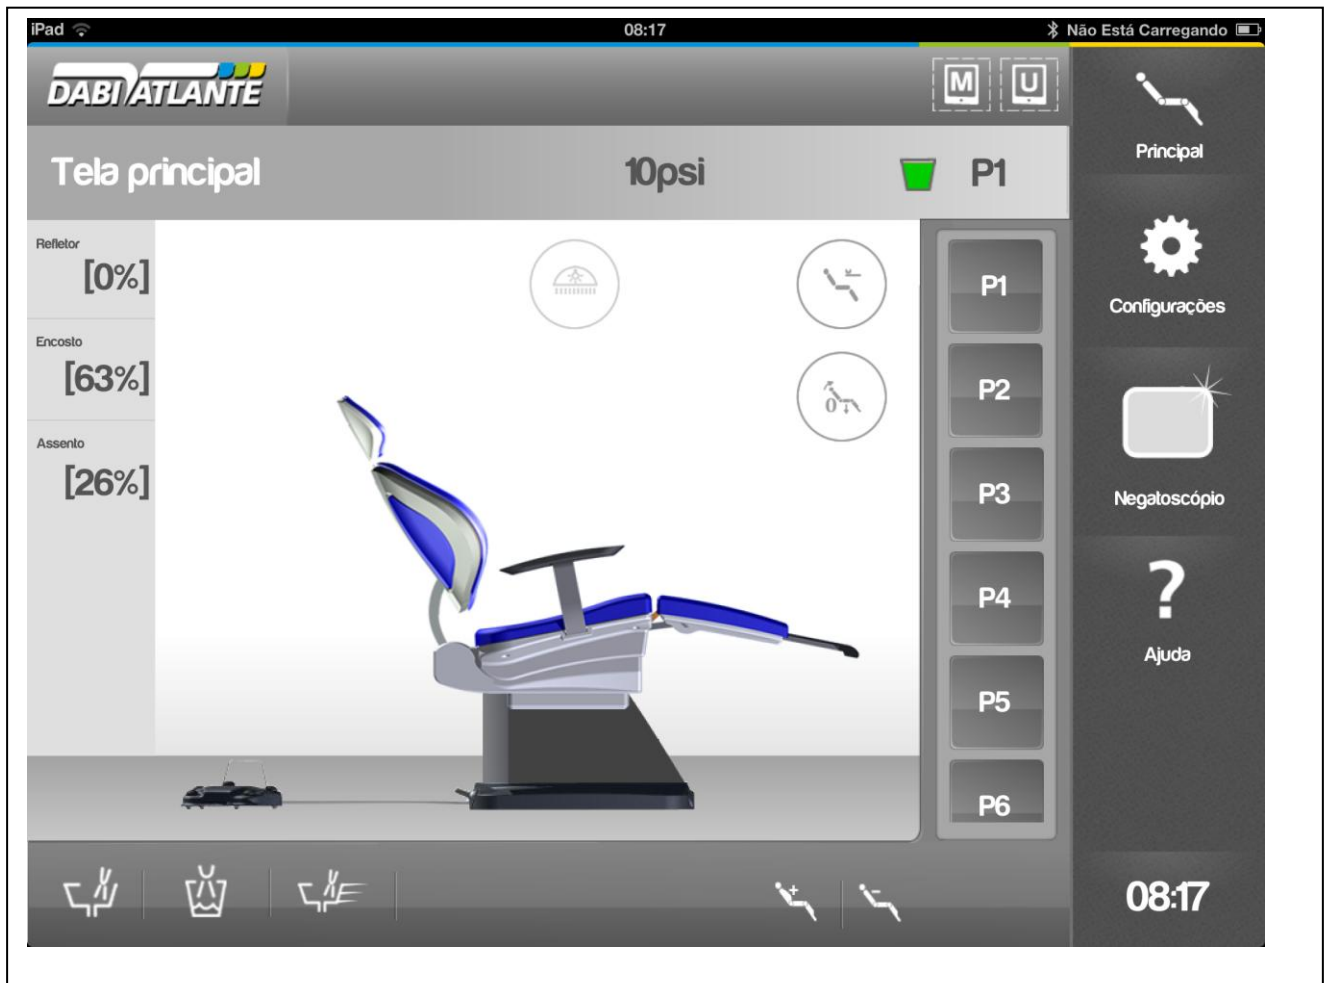 iPad 08:17 Não Está Carregando
DABI ATLANTE
M U
Tela principal 10psi P1
Refletor
[0%]
Encosto
[63%]
Assento
[26%]
0
P1
P2
P3
P4
P5
P6
Principal
Configurações
Negatoscópio
?
Ajuda
08:17